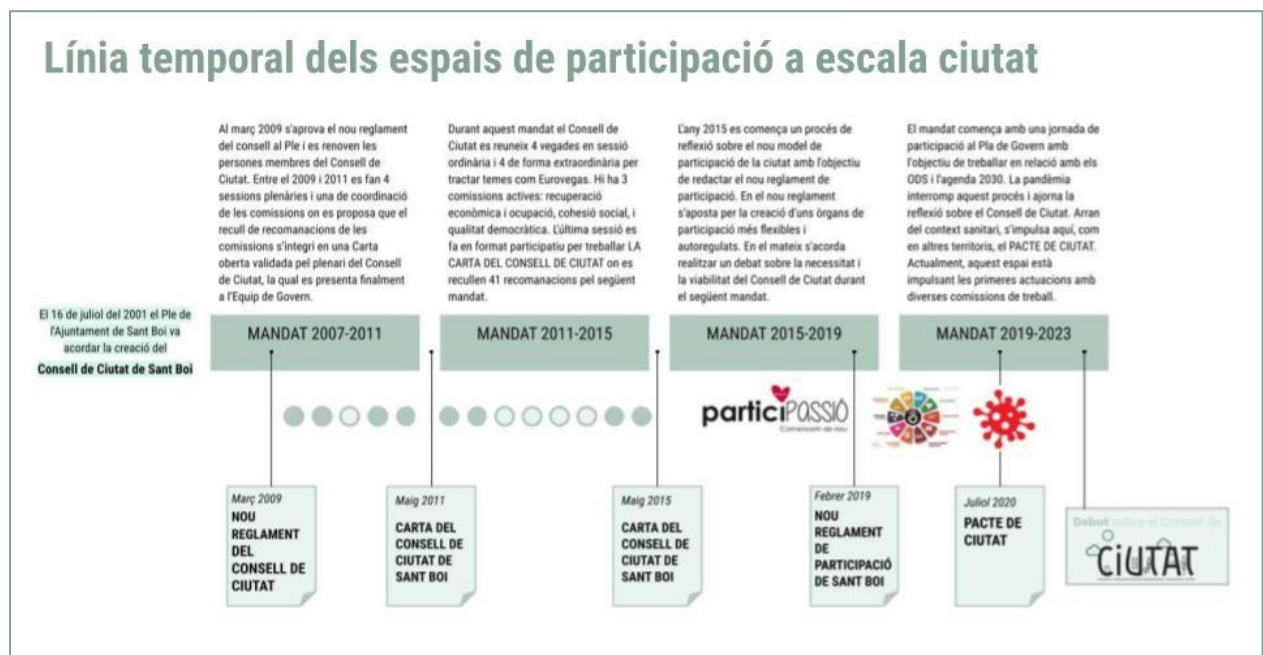 Línia temporal dels espais de participació a escala ciutat
El 16 de juliol del 2001 el Ple de
l'Ajuntament de Sant Boi va
acordar la creació del
Consell de Ciutat de Sant Boi
Al març 2009 s'aprova el nou reglament
del consell al Ple i es renoven les
persones membres del Consell de
Ciutat. Entre el 2009 i 2011 es fan 4
sessions plenàries i una de coordinació
de les comissions on es proposa que el
recull de recomanacions de les
comissions s'integri en una Carta
oberta validada pel plenari del Consell
de Ciutat, la qual es presenta finalment
a l'Equip de Govern.
Durant aquest mandat el Consell de
Ciutat es reuneix 4 vegades en sessió
ordinària i 4 de forma extraordinària per
tractar temes com Eurovegas. Hi ha 3
comissions actives: recuperació
econòmica i ocupació, cohesió social, i
qualitat democràtica. L'última sessió es
fa en format participatiu per treballar LA
CARTA DEL CONSELL DE CIUTAT on es
recullen 41 recomanacions pel següent
mandat.
L'any 2015 es comença un procés de
reflexió sobre el nou model de
participació de la ciutat amb l'objectiu
de redactar el nou reglament de
participació. En el nou reglament
s'aposta per la creació d'uns òrgans de
participació més flexibles i
autoregulats. En el mateix s'acorda
realitzar un debat sobre la necessitat i
la viabilitat del Consell de Ciutat durant
el següent mandat.
El mandat comença amb una jornada de
participació al Pla de Govern amb
l'objectiu de treballar en relació amb els
ODS i l'agenda 2030. La pandèmia
interromp aquest procés i ajorna la
reflexió sobre el Consell de Ciutat. Arran
del context sanitari, s'impulsa aquí, com
en altres territoris, el PACTE DE CIUTAT.
Actualment, aquest espai està
impulsant les primeres actuacions amb
diverses comissions de treball.
MANDAT 2007-2011
MANDAT 2011-2015
MANDAT 2015-2019
MANDAT 2019-2023
particiPASSIÓ
Comencem de nou
Març 2009
NOU
REGLAMENT
DEL
CONSELL DE
CIUTAT
Maig 2011
CARTA DEL
CONSELL DE
CIUTAT DE
SANT BOI
Maig 2015
CARTA DEL
CONSELL DE
CIUTAT DE
SANT BOI
Febrer 2019
NOU
REGLAMENT
DE
PARTICIPACIÓ
DE SANT BOI
Juliol 2020
PACTE DE
CIUTAT
Debat sobre el Consell de
CIUTAT